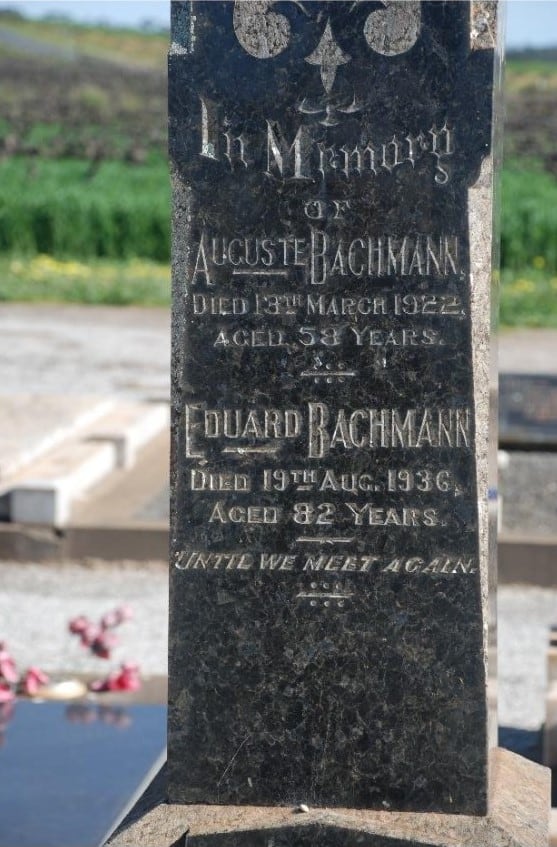 In Memory
OF
AUGUSTE BACHMANN,
DIED 13TH MARCH 1922,
AGED 58 YEARS.
EDUARD BACHMANN
DIED 19TH AUG. 1936,
AGED 82 YEARS.
UNTIL WE MEET AGAIN.